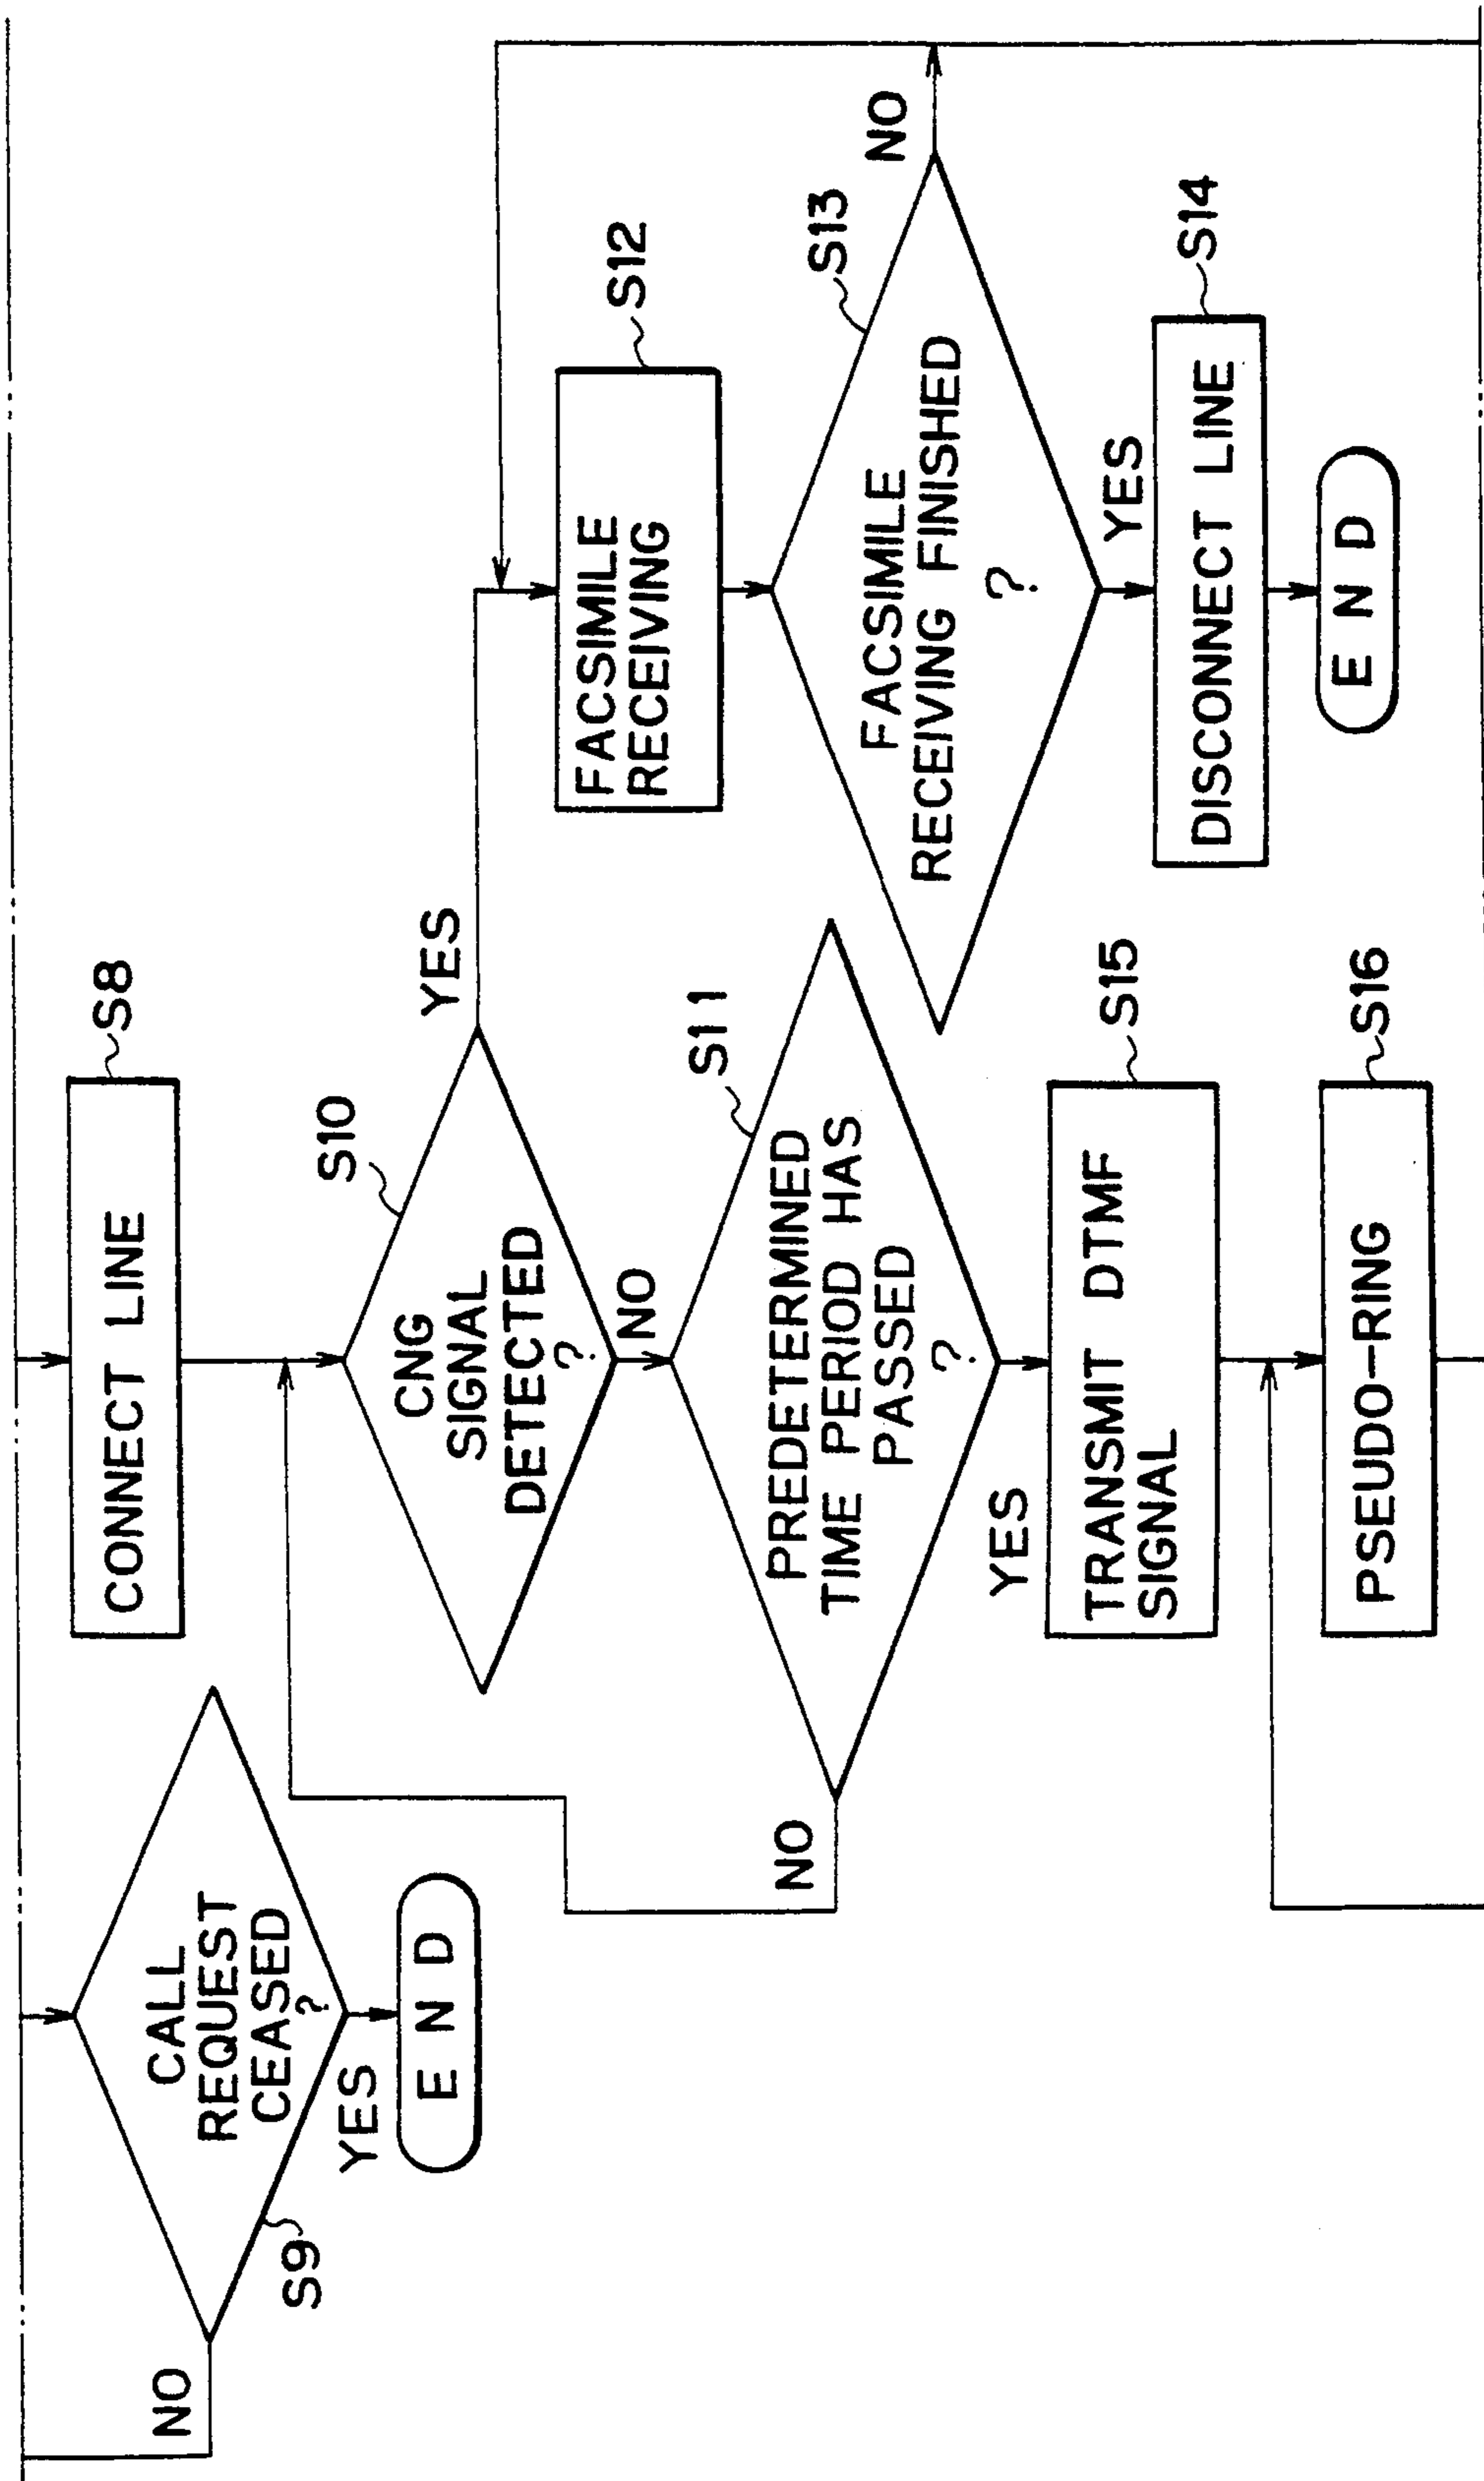 NO
CALL
REQUEST
CEASED
?
S9
YES
E N D
CONNECT LINE
S8
CNG
SIGNAL
DETECTED
?
S10
YES
NO
PREDETERMINED
TIME PERIOD HAS
PASSED
?
S11
NO
YES
TRANSMIT DTMF
SIGNAL
S15
PSEUDO-RING
S16
FACSIMILE
RECEIVING
S12
FACSIMILE
RECEIVING FINISHED
?
S13
NO
YES
DISCONNECT LINE
S14
E N D